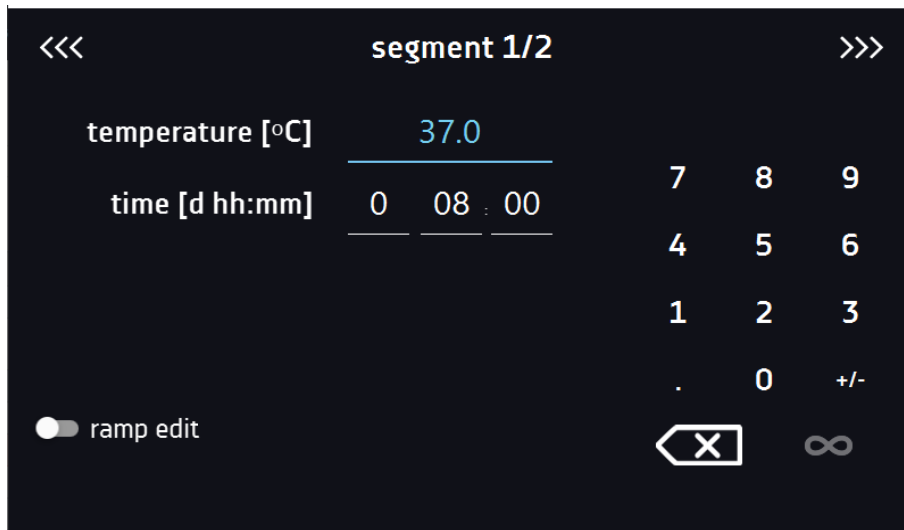 <<< segment 1/2 >>>
temperature [°C] 37.0
time [d hh:mm] 0 08 : 00
7 8 9
4 5 6
1 2 3
. 0 +/-
ramp edit
∞